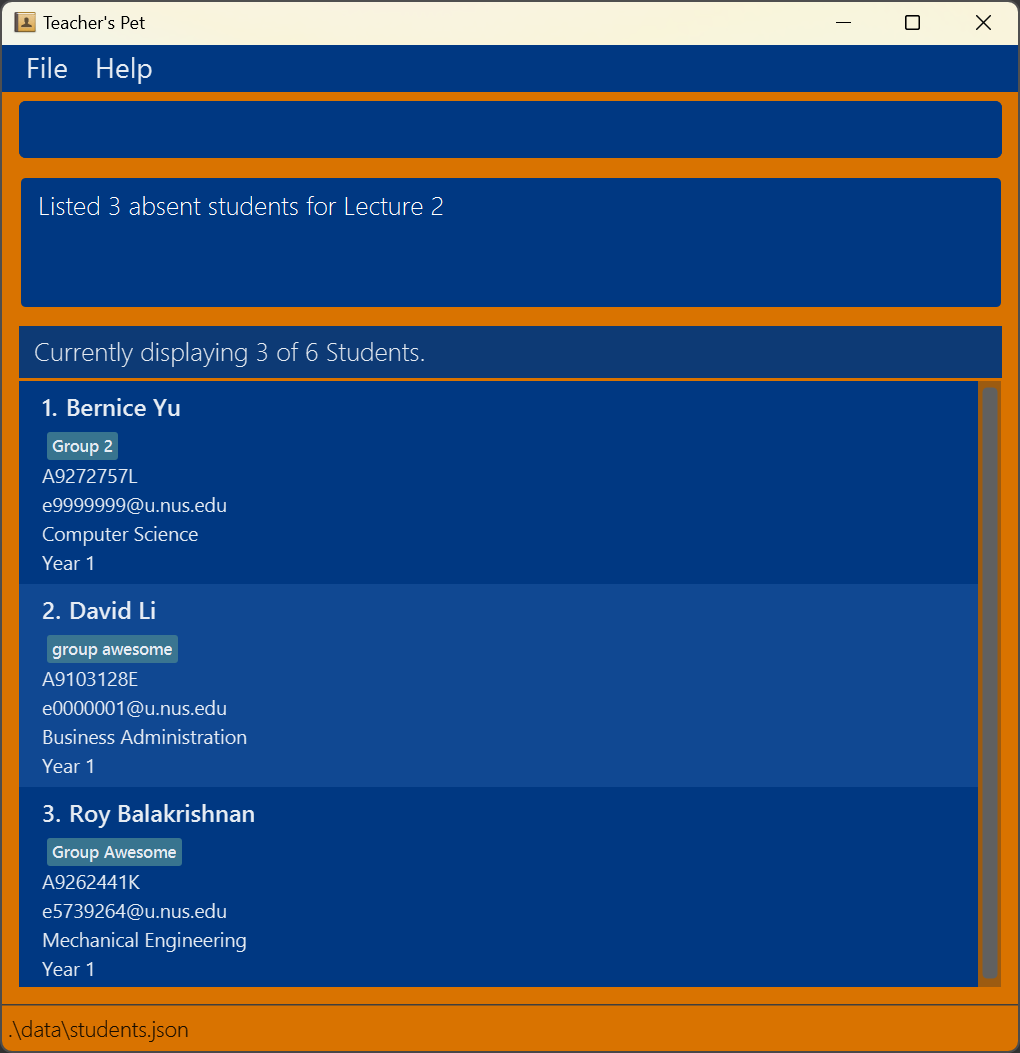 Teacher's Pet
File Help
Listed 3 absent students for Lecture 2
Currently displaying 3 of 6 Students.
1. Bernice Yu
Group 2
A9272757L
e9999999@u.nus.edu
Computer Science
Year 1
2. David Li
group awesome
A9103128E
e0000001@u.nus.edu
Business Administration
Year 1
3. Roy Balakrishnan
Group Awesome
A9262441K
e5739264@u.nus.edu
Mechanical Engineering
Year 1
.\data\students.json